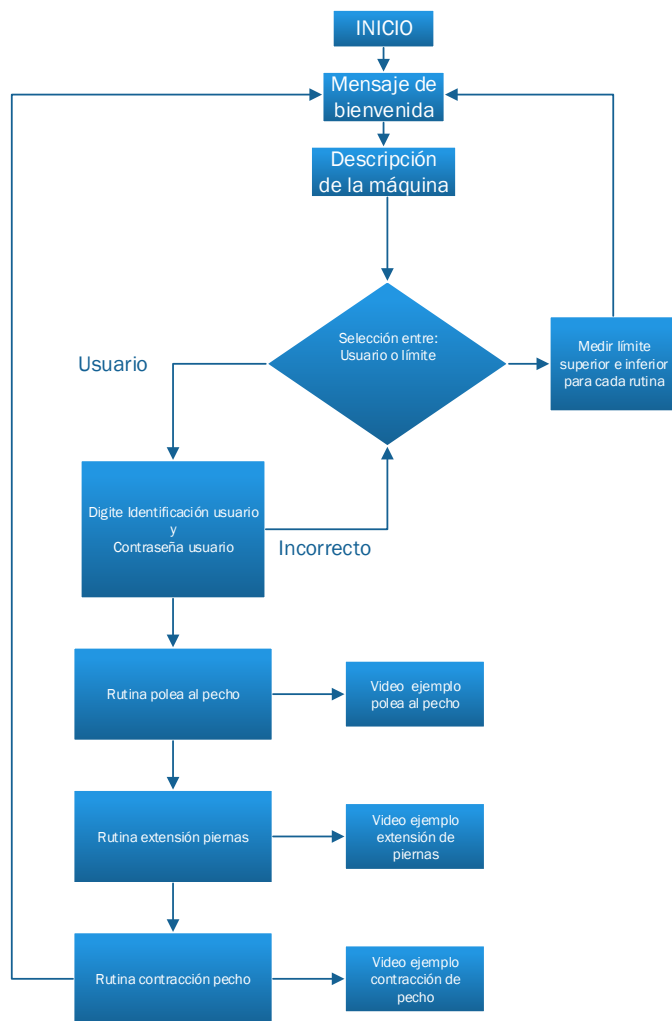 INICIO
Mensaje de
bienvenida
Descripción
de la máquina
Selección entre:
Usuario o límite
Medir límite
superior e inferior
para cada rutina
Usuario
Digite Identificación usuario
y
Contraseña usuario
Incorrecto
Rutina polea al pecho
Video ejemplo
polea al pecho
Rutina extensión piernas
Video ejemplo
extensión de
piernas
Rutina contracción pecho
Video ejemplo
contracción de
pecho